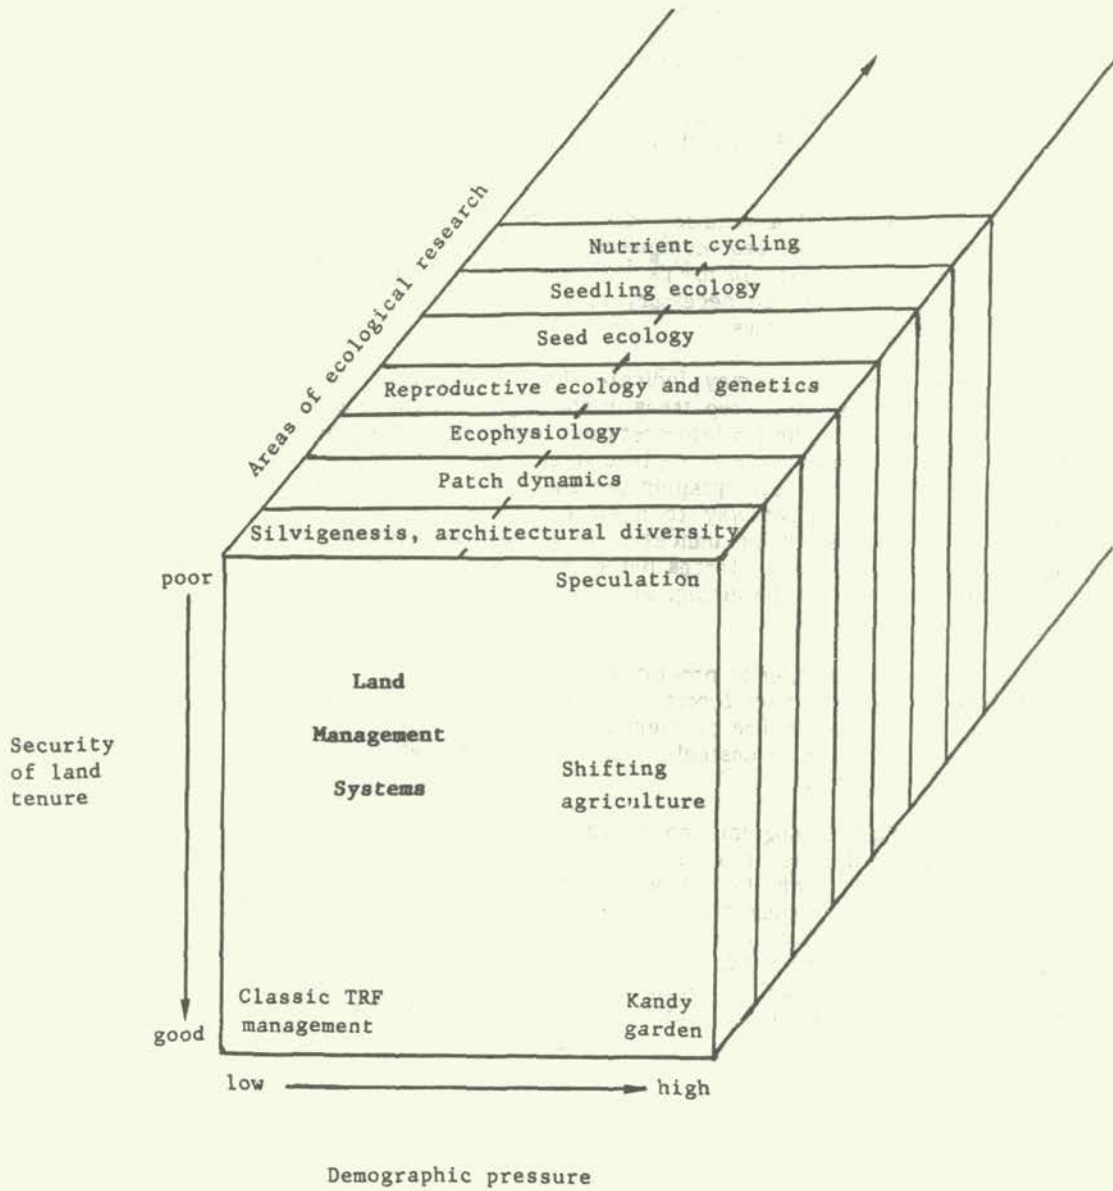 Areas of ecological research
Nutrient cycling
Seedling ecology
Seed ecology
Reproductive ecology and genetics
Ecophysiology
Patch dynamics
Silvigenesis, architectural diversity
poor
Speculation
Land
Management
Systems
Security
of land
tenure
Shifting
agriculture
Classic TRF
management
Kandy
garden
good
low
high
Demographic pressure